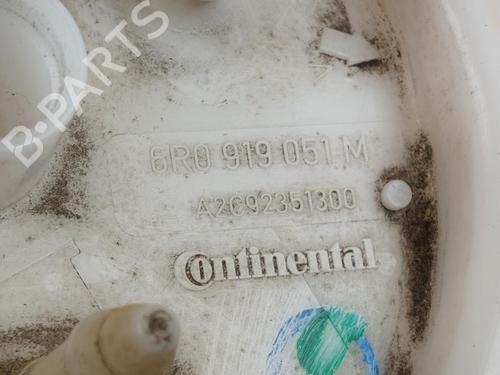 B-PARTS
6R0 919 051 M
A2C92351300
Continental